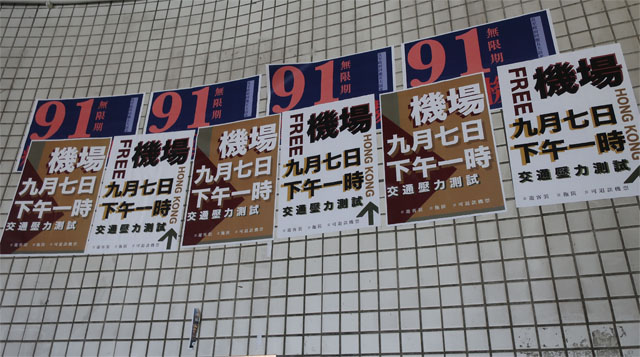 91
無限期
91
無限期
91
無限期
91
無限期
機場
九月七日
下午一時
交通壓力測試
FREE
機場
HONG KONG
九月七日
下午一時
交通壓力測試
機場
九月七日
下午一時
交通壓力測試
FREE
機場
HONG KONG
九月七日
下午一時
交通壓力測試
機場
九月七日
下午一時
交通壓力測試
FREE
機場
HONG KONG
九月七日
下午一時
交通壓力測試